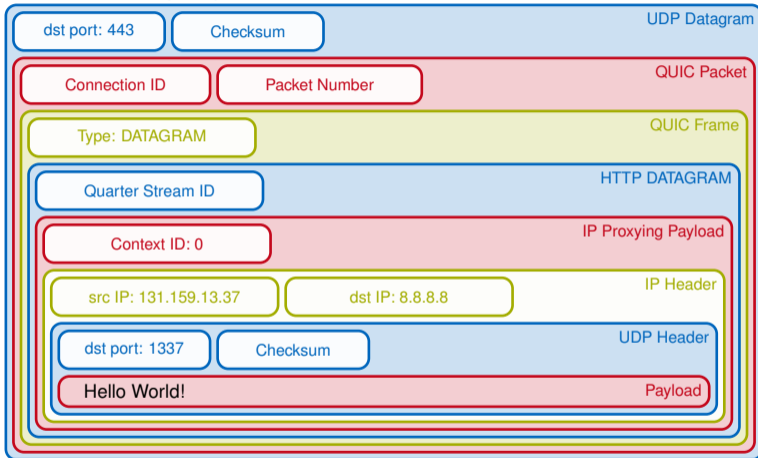 dst port: 443 Checksum UDP Datagram
Connection ID Packet Number QUIC Packet
Type: DATAGRAM QUIC Frame
Quarter Stream ID HTTP DATAGRAM
Context ID: 0 IP Proxying Payload
src IP: 131.159.13.37 dst IP: 8.8.8.8 IP Header
dst port: 1337 Checksum UDP Header
Hello World! Payload